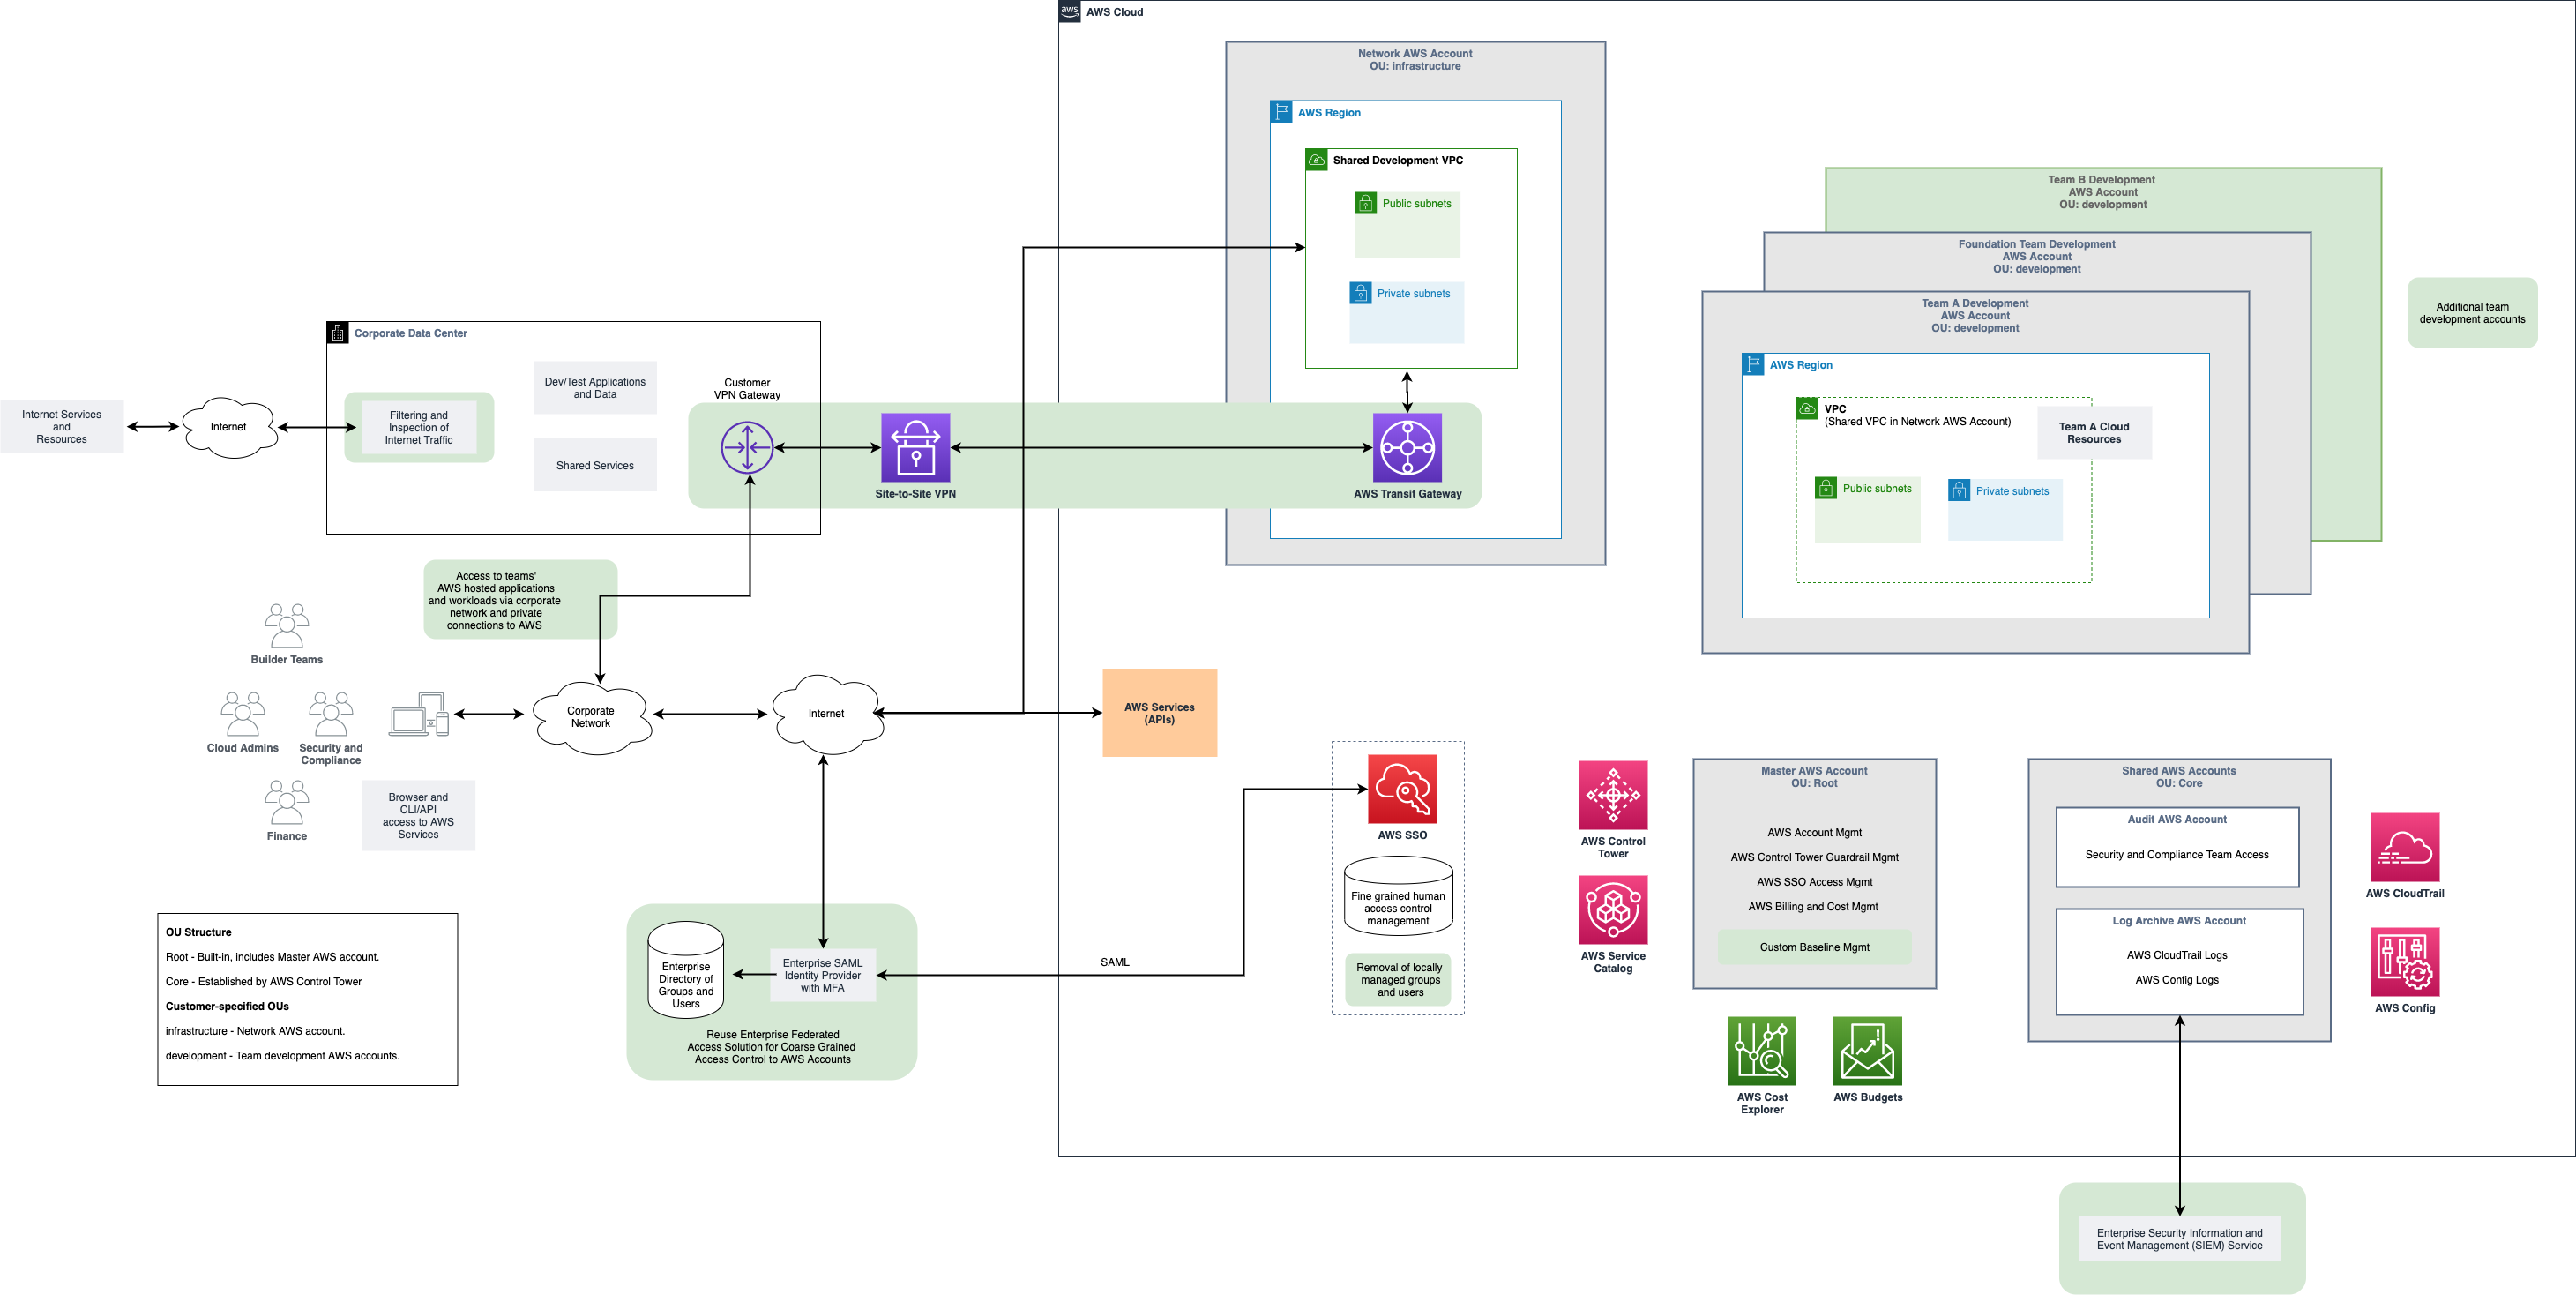 aws
AWS Cloud
Network AWS Account
OU: infrastructure
AWS Region
Shared Development VPC
Public subnets
Private subnets
AWS Transit Gateway
Team B Development
AWS Account
OU: development
Foundation Team Development
AWS Account
OU: development
Team A Development
AWS Account
OU: development
AWS Region
VPC
(Shared VPC in Network AWS Account)
Team A Cloud
Resources
Public subnets
Private subnets
Additional team
development accounts
Corporate Data Center
Internet Services
and
Resources
Internet
Filtering and
Inspection of
Internet Traffic
Dev/Test Applications
and Data
Shared Services
Customer
VPN Gateway
Site-to-Site VPN
Access to teams'
AWS hosted applications
and workloads via corporate
network and private
connections to AWS
Builder Teams
Cloud Admins
Security and
Compliance
Finance
Browser and
CLI/API
access to AWS
Services
Corporate
Network
Internet
AWS Services
(APIs)
AWS SSO
Fine grained human
access control
management
Removal of locally
managed groups
and users
AWS Control
Tower
AWS Service
Catalog
Master AWS Account
OU: Root
AWS Account Mgmt
AWS Control Tower Guardrail Mgmt
AWS SSO Access Mgmt
AWS Billing and Cost Mgmt
Custom Baseline Mgmt
AWS Cost
Explorer
AWS Budgets
Shared AWS Accounts
OU: Core
Audit AWS Account
Security and Compliance Team Access
Log Archive AWS Account
AWS CloudTrail Logs
AWS Config Logs
AWS CloudTrail
AWS Config
OU Structure
Root - Built-in, includes Master AWS account.
Core - Established by AWS Control Tower
Customer-specified OUs
infrastructure - Network AWS account.
development - Team development AWS accounts.
Enterprise
Directory of
Groups and
Users
Enterprise SAML
Identity Provider
with MFA
Reuse Enterprise Federated
Access Solution for Coarse Grained
Access Control to AWS Accounts
SAML
Enterprise Security Information and
Event Management (SIEM) Service